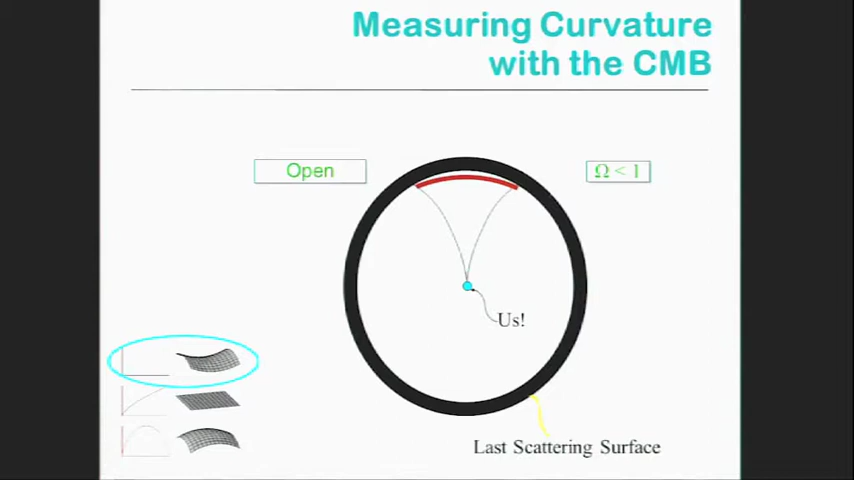 Measuring Curvature
with the CMB
Open
Ω < 1
Us!
Last Scattering Surface